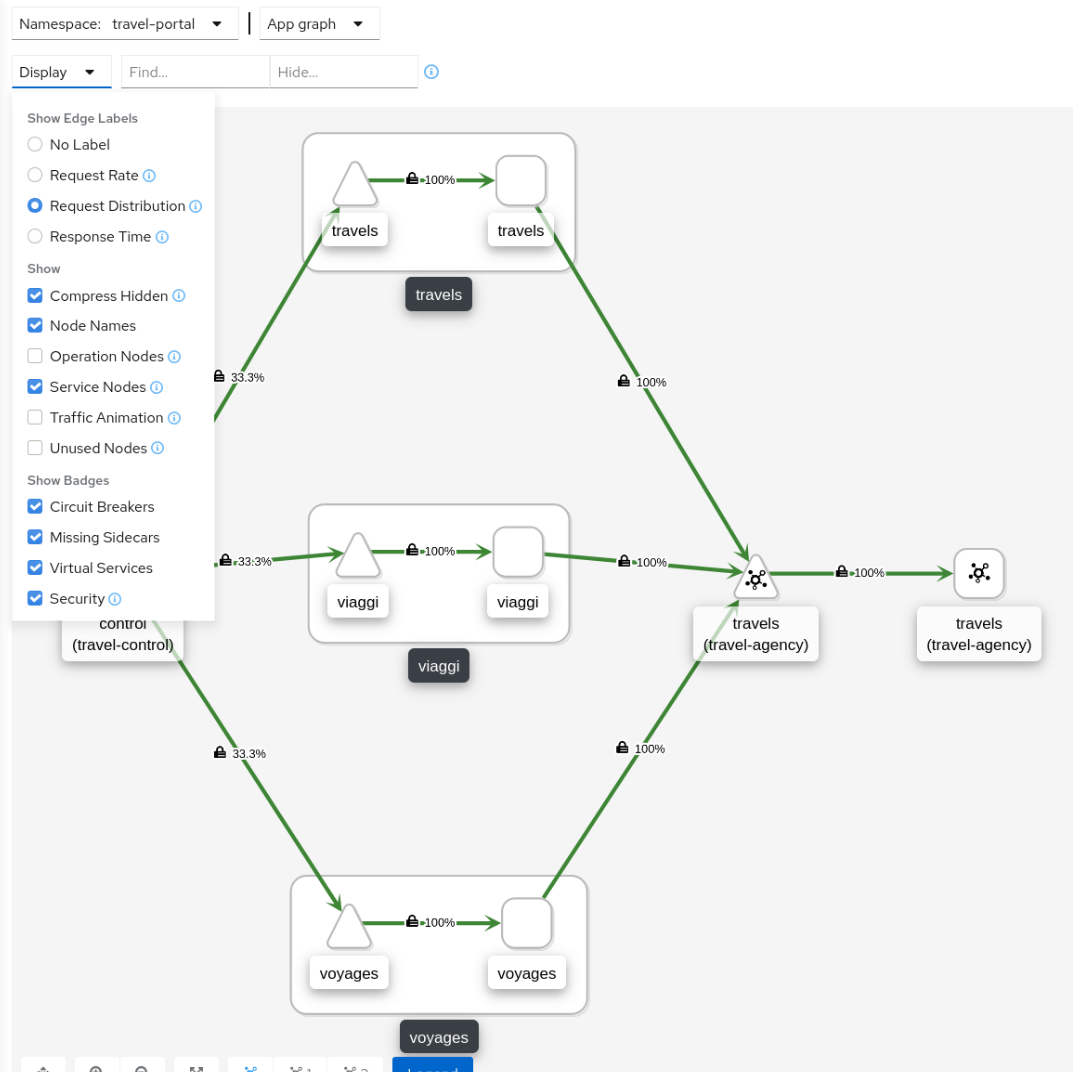 Namespace: travel-portal
App graph
Display
Find...
Hide...
Show Edge Labels
No Label
Request Rate
Request Distribution
Response Time
Show
Compress Hidden
Node Names
Operation Nodes
Service Nodes
Traffic Animation
Unused Nodes
Show Badges
Circuit Breakers
Missing Sidecars
Virtual Services
Security
100%
travels
travels
travels
33.3%
100%
33.3%
100%
viaggi
viaggi
viaggi
100%
100%
control
(travel-control)
travels
(travel-agency)
travels
(travel-agency)
33.3%
100%
100%
voyages
voyages
voyages
1
2
Legend